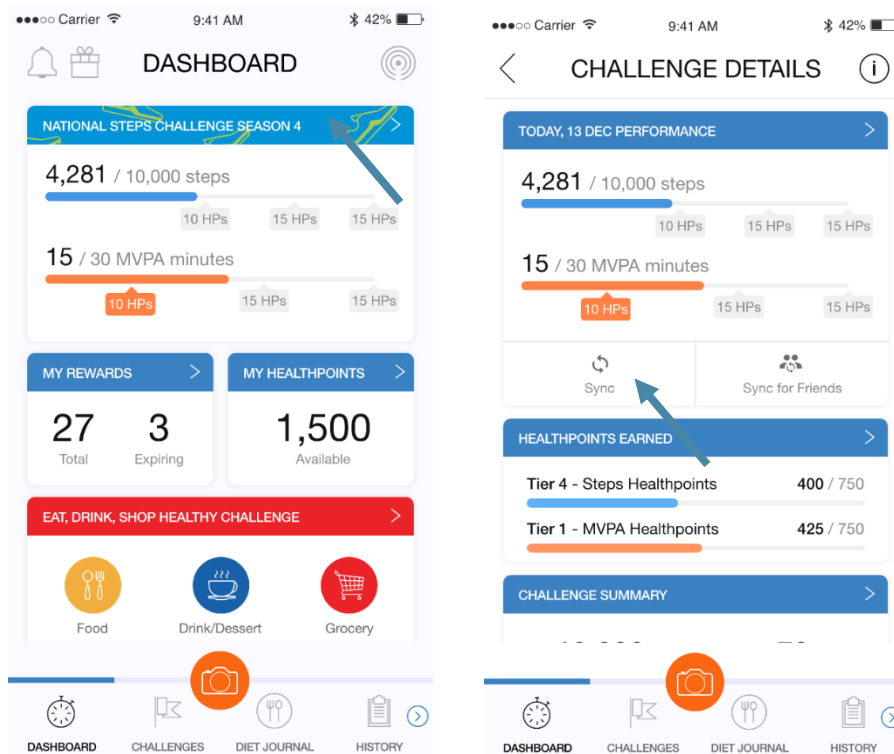 Carrier 9:41 AM 42%
DASHBOARD
NATIONAL STEPS CHALLENGE SEASON 4
4,281 / 10,000 steps
10 HPs 15 HPs 15 HPs
15 / 30 MVPA minutes
10 HPs 15 HPs 15 HPs
MY REWARDS
27 3
Total Expiring
MY HEALTHPOINTS
1,500
Available
EAT, DRINK, SHOP HEALTHY CHALLENGE
Food Drink/Dessert Grocery
DASHBOARD CHALLENGES DIET JOURNAL HISTORY
Carrier 9:41 AM 42%
CHALLENGE DETAILS i
TODAY, 13 DEC PERFORMANCE
4,281 / 10,000 steps
10 HPs 15 HPs 15 HPs
15 / 30 MVPA minutes
10 HPs 15 HPs 15 HPs
Sync Sync for Friends
HEALTHPOINTS EARNED
Tier 4 - Steps Healthpoints 400 / 750
Tier 1 - MVPA Healthpoints 425 / 750
CHALLENGE SUMMARY
DASHBOARD CHALLENGES DIET JOURNAL HISTORY